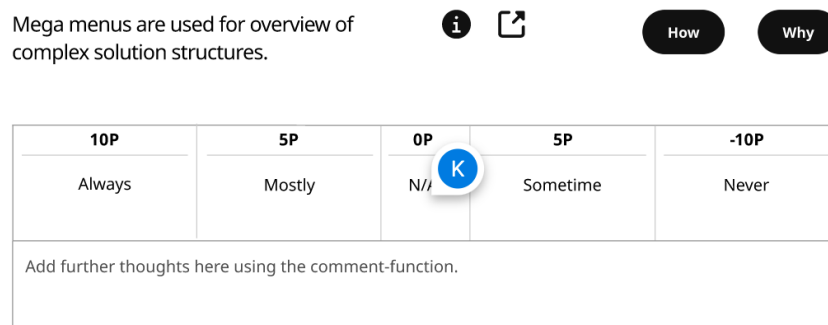 Mega menus are used for overview of
complex solution structures.
i
How
Why
10P
5P
0P
5P
-10P
Always
Mostly
K
Sometime
Never
Add further thoughts here using the comment-function.